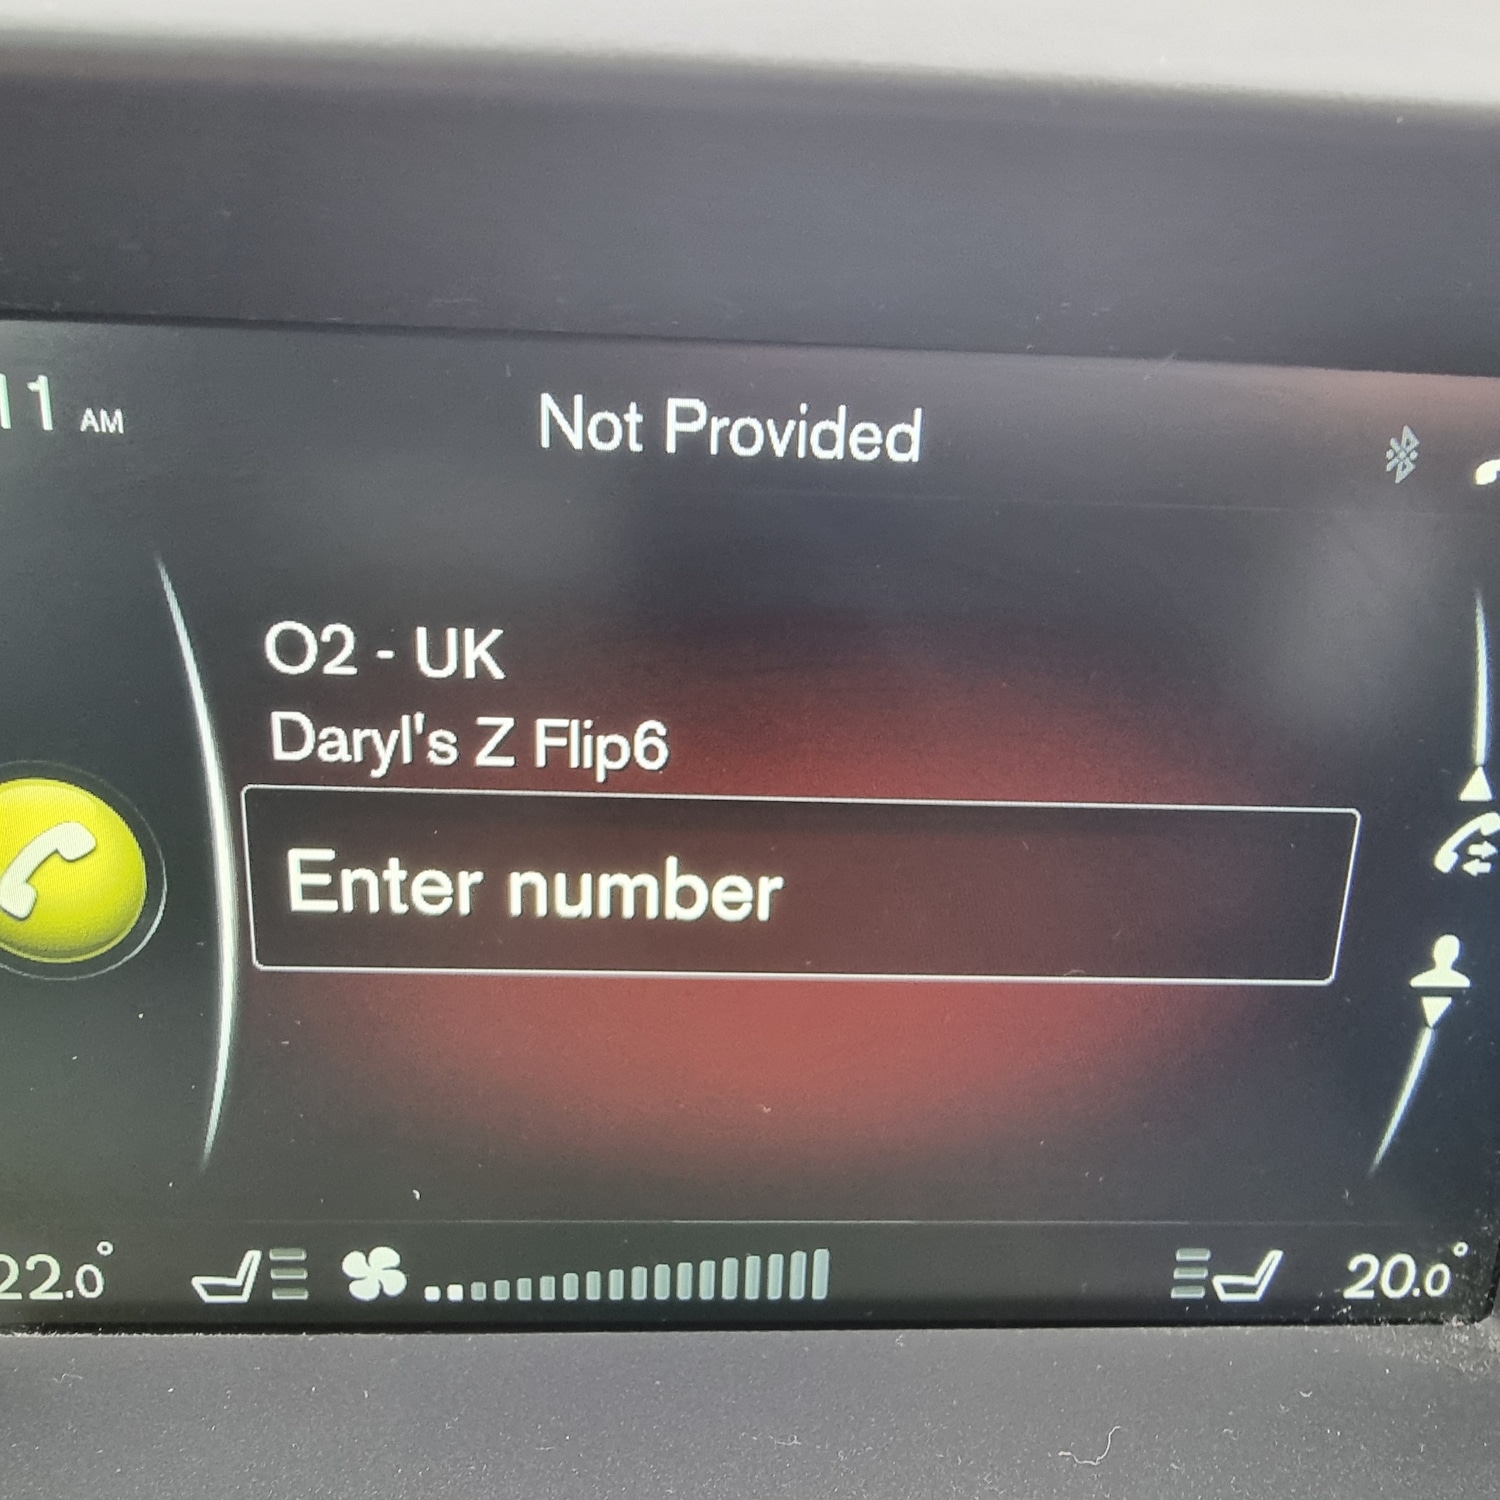 11 AM
Not Provided
O2 - UK
Daryl's Z Flip6
Enter number
22.0°
20.0°